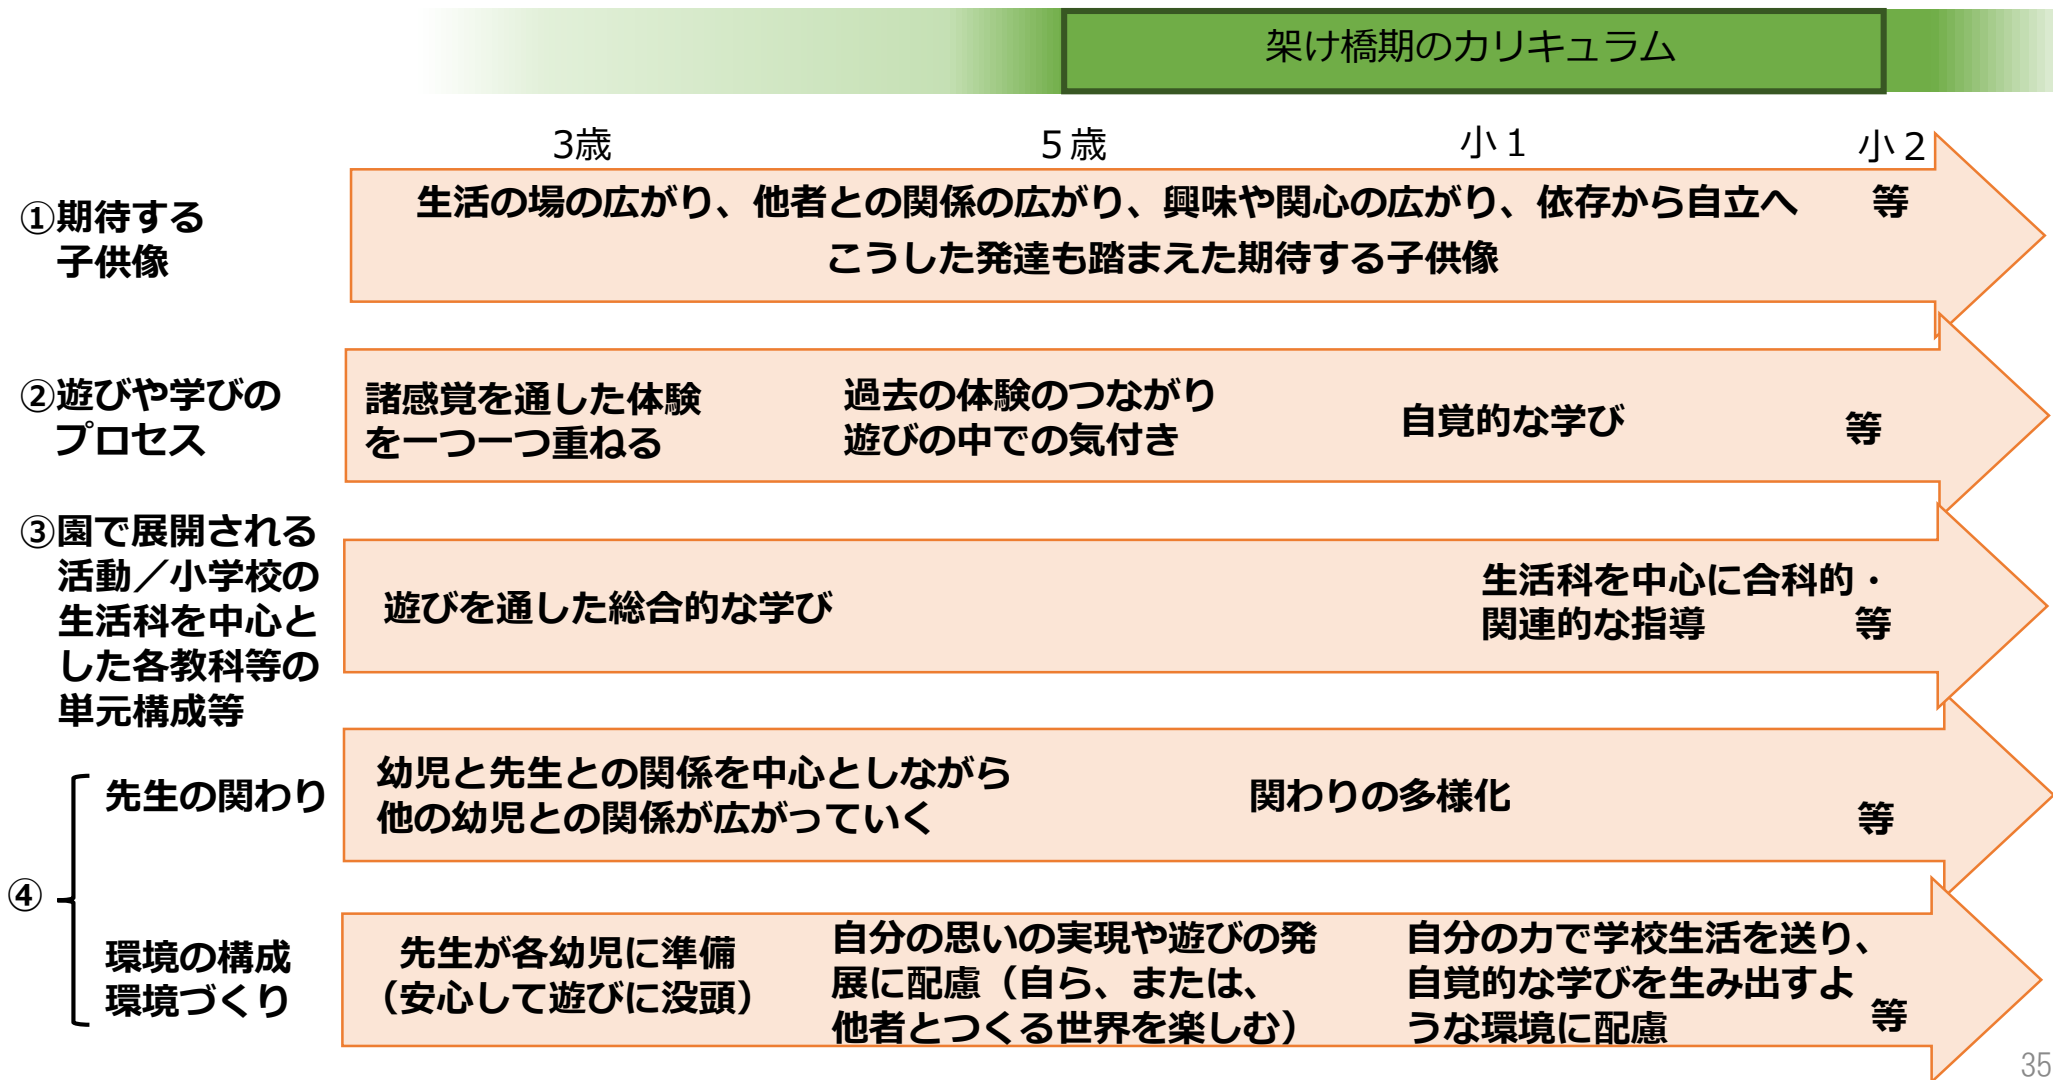 架け橋期のカリキュラム
3歳
５歳
小１
小２
①期待する
子供像
生活の場の広がり、他者との関係の広がり、興味や関心の広がり、依存から自立へ 等
こうした発達も踏まえた期待する子供像
②遊びや学びの
プロセス
諸感覚を通した体験
を一つ一つ重ねる
過去の体験のつながり
遊びの中での気付き
自覚的な学び
等
③園で展開される
活動／小学校の
生活科を中心と
した各教科等の
単元構成等
遊びを通した総合的な学び
生活科を中心に合科的・
関連的な指導 等
④
先生の関わり
幼児と先生との関係を中心としながら
他の幼児との関係が広がっていく
関わりの多様化
等
環境の構成
環境づくり
先生が各幼児に準備
（安心して遊びに没頭）
自分の思いの実現や遊びの発
展に配慮（自ら、または、
他者とつくる世界を楽しむ）
自分の力で学校生活を送り、
自覚的な学びを生み出すよ
うな環境に配慮
等
35